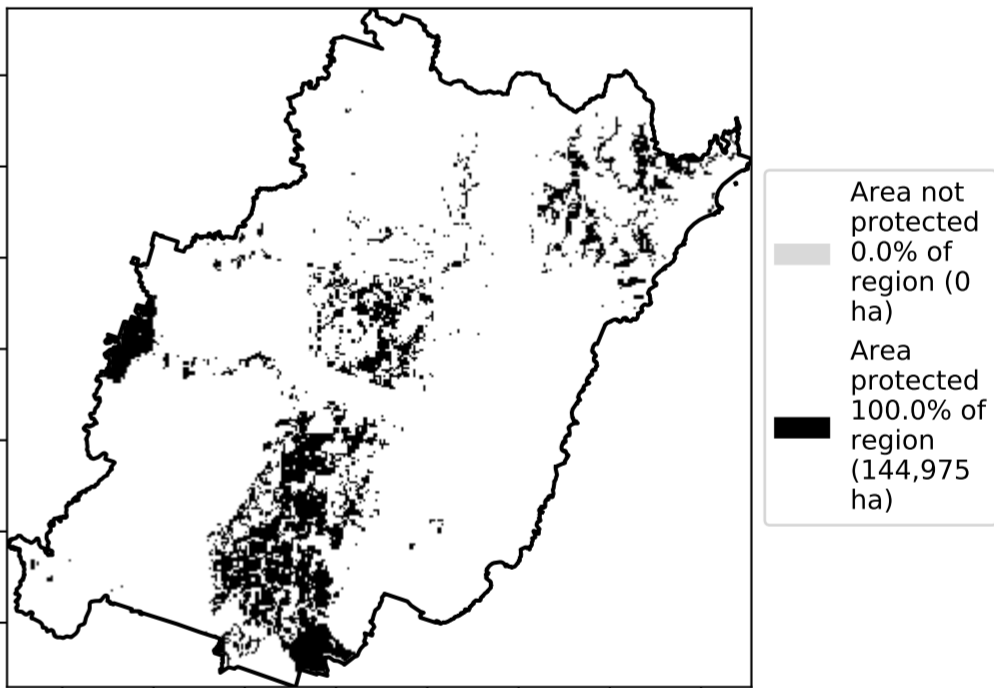 Area not
protected
0.0% of
region (0
ha)
Area
protected
100.0% of
region
(144,975
ha)